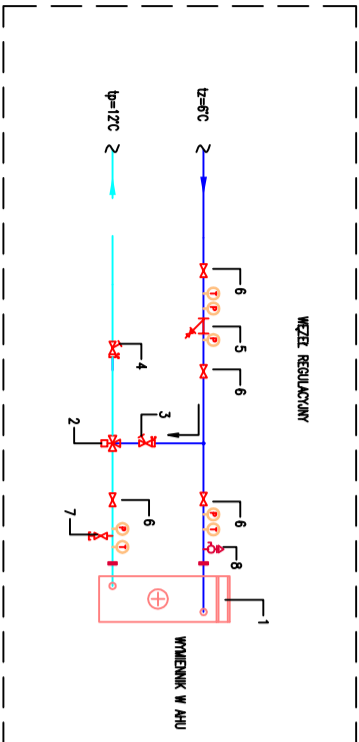 WĘZEŁ REGULACYJNY
tz=6°C
tp=12°C
6
T
P
5
P
6
4
3
2
6
P
T
8
6
P
T
7
1
WYMIENNIK W AHU